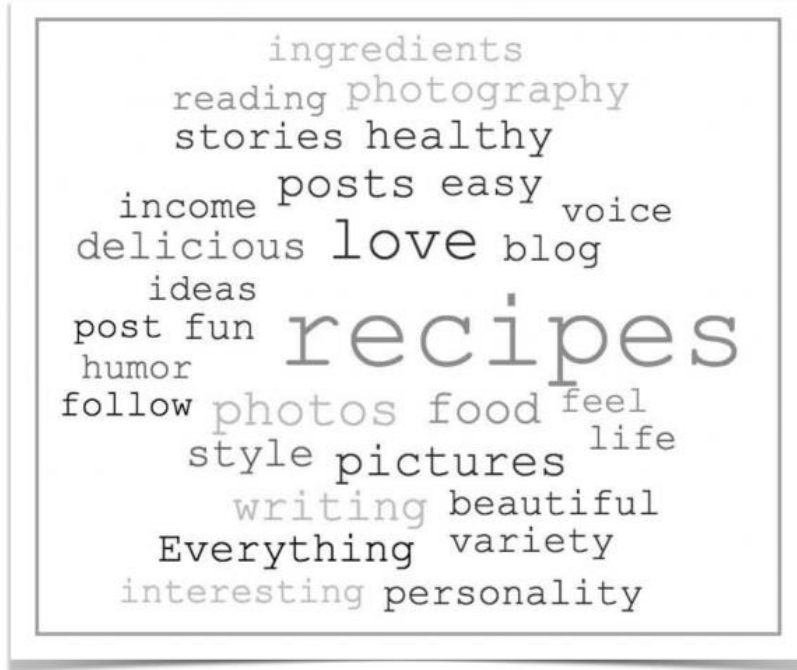 ingredients
reading photography
stories healthy
posts easy
income voice
delicious love blog
ideas
post fun recipes
humor
follow photos food feel
life
style pictures
writing beautiful
Everything variety
interesting personality